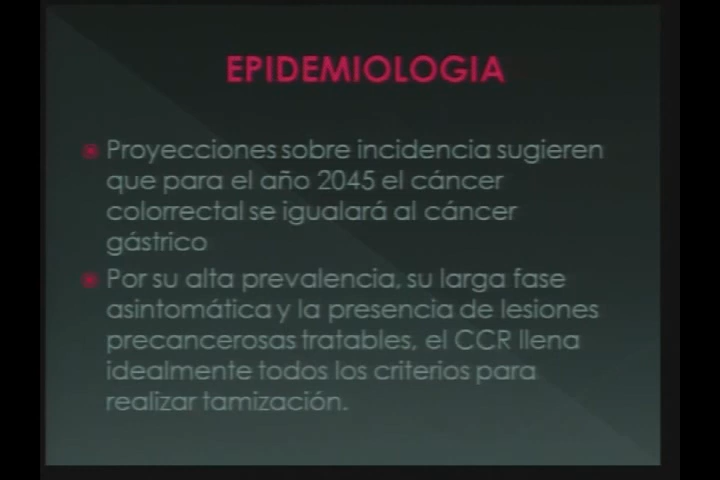 EPIDEMIOLOGIA
Proyecciones sobre incidencia sugieren
que para el año 2045 el cáncer
colorrectal se igualará al cáncer
gástrico
Por su alta prevalencia, su larga fase
asintomática y la presencia de lesiones
precancerosas tratables, el CCR llena
idealmente todos los criterios para
realizar tamización.